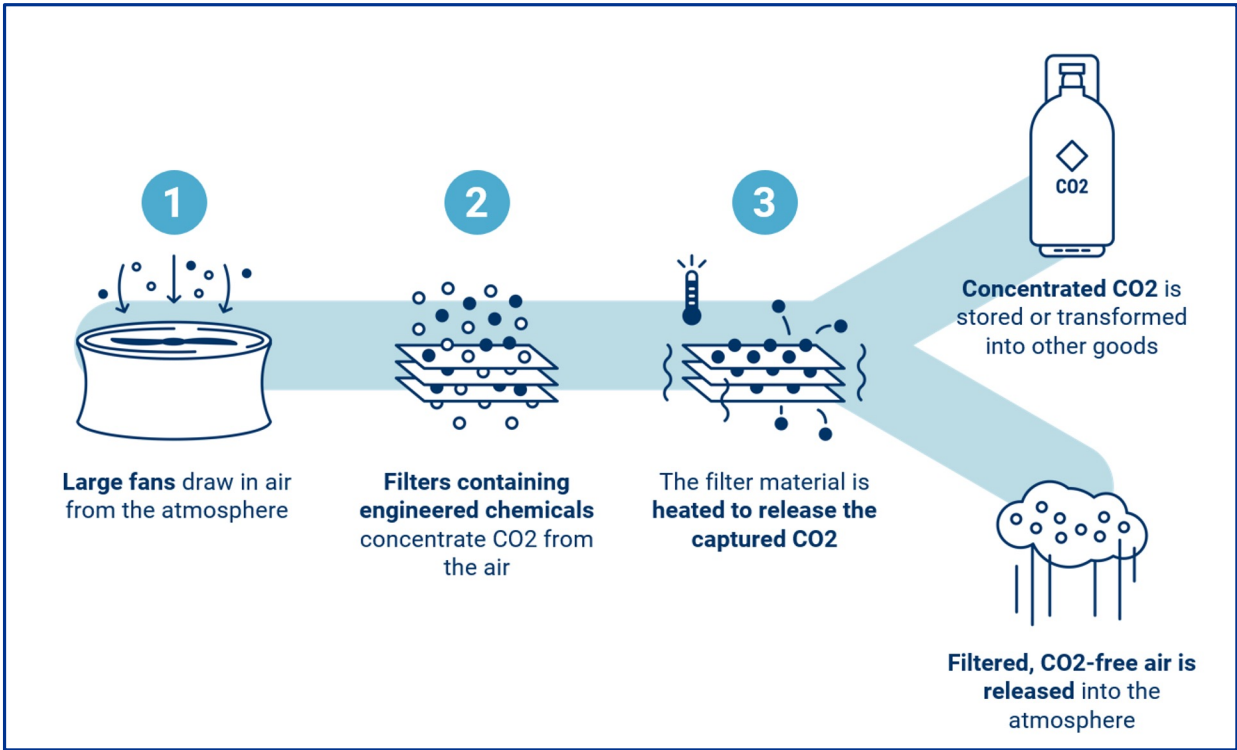 1
Large fans draw in air
from the atmosphere
2
Filters containing
engineered chemicals
concentrate CO2 from
the air
3
The filter material is
heated to release the
captured CO2
CO2
Concentrated CO2 is
stored or transformed
into other goods
Filtered, CO2-free air is
released into the
atmosphere